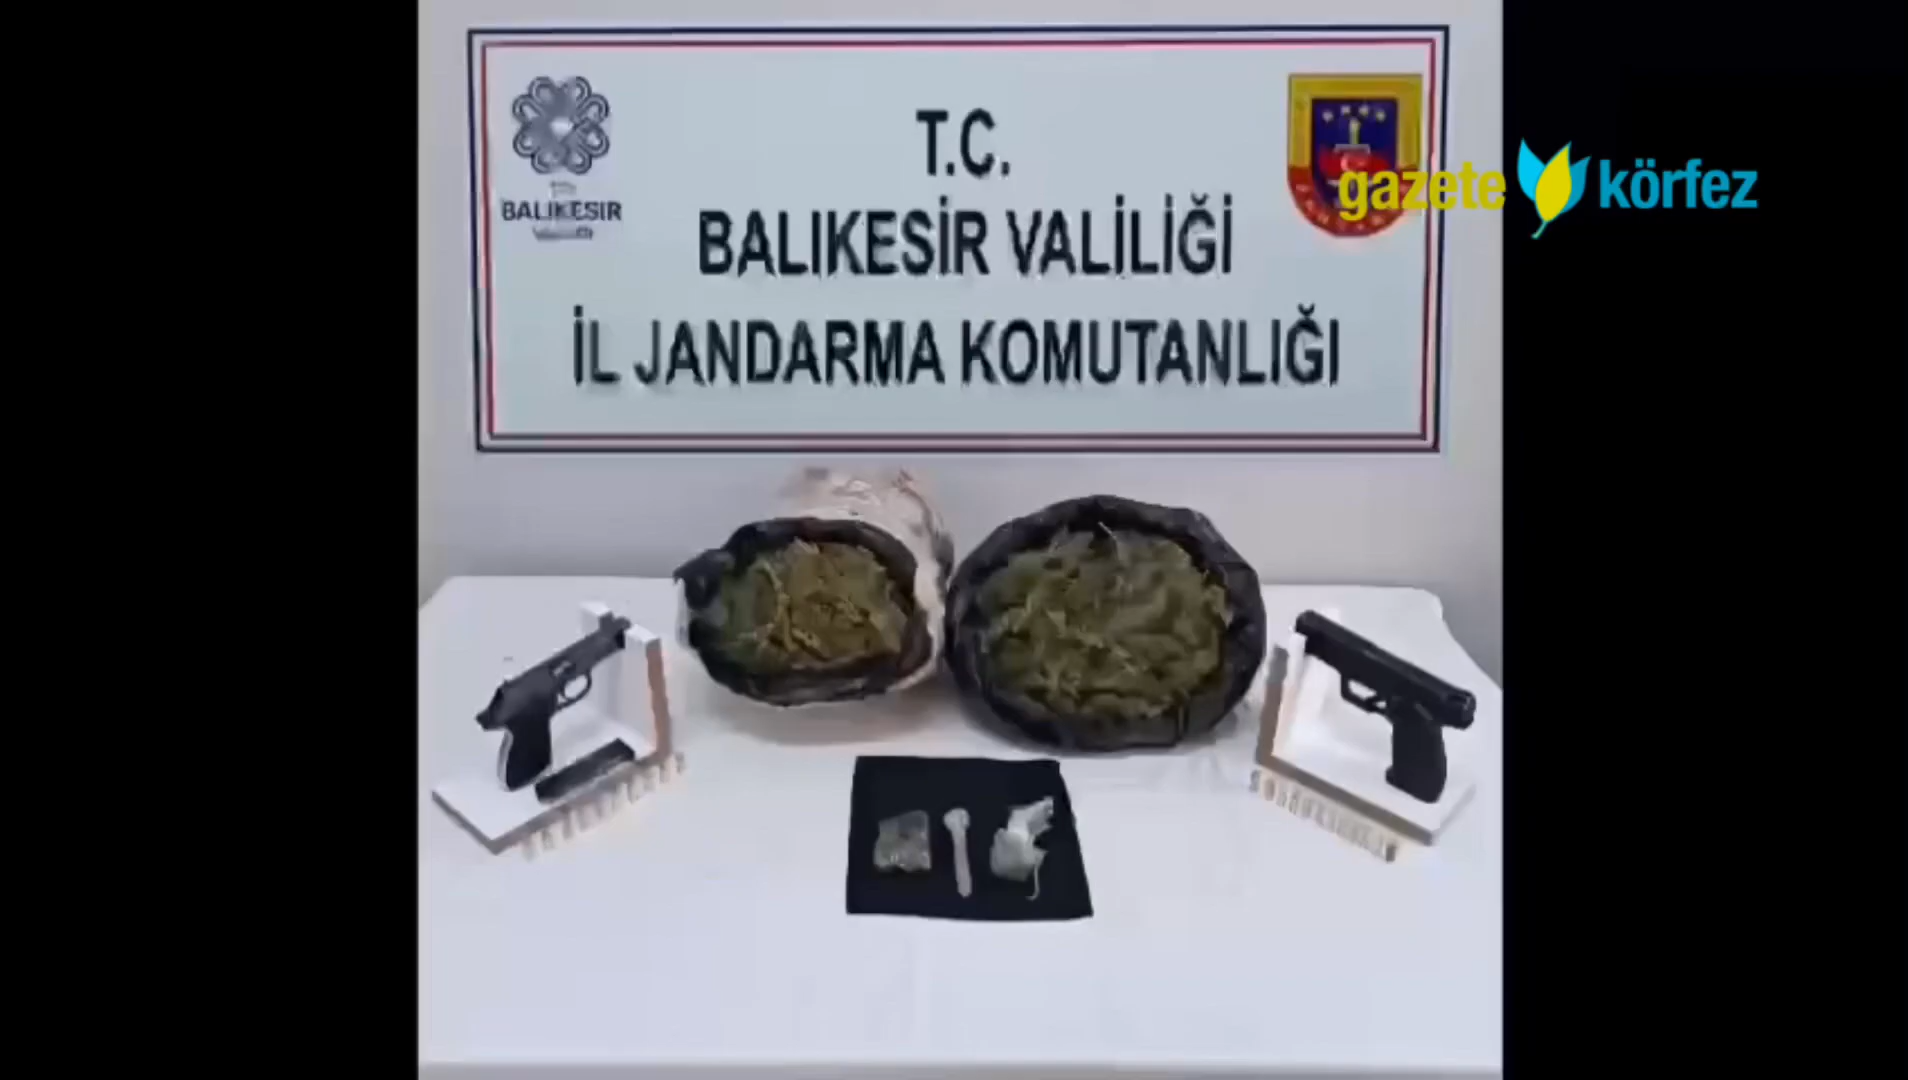 T.C.
BALIKESİR VALİLİĞİ
İL JANDARMA KOMUTANLIĞI
BALIKESİR
gazete körfez